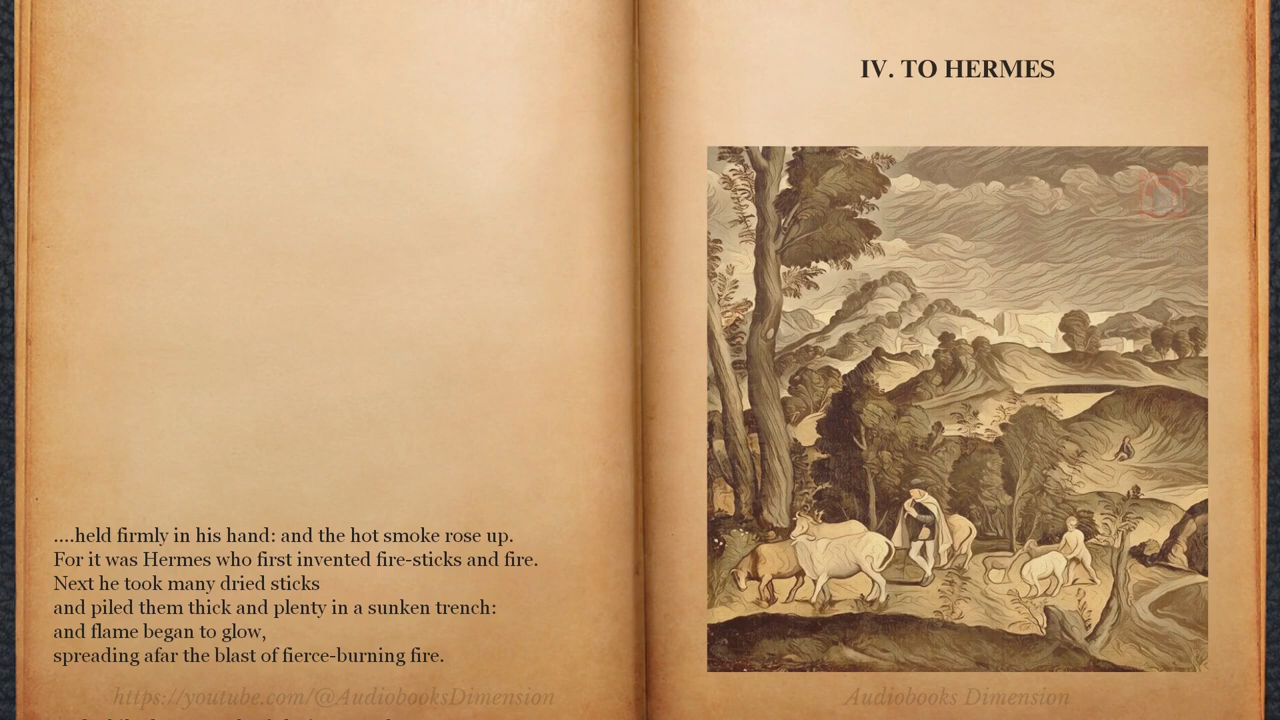 ....held firmly in his hand: and the hot smoke rose up.
For it was Hermes who first invented fire-sticks and fire.
Next he took many dried sticks
and piled them thick and plenty in a sunken trench:
and flame began to glow,
spreading afar the blast of fierce-burning fire.
https://youtube.com/@AudiobooksDimension
IV. TO HERMES
Audiobooks Dimension